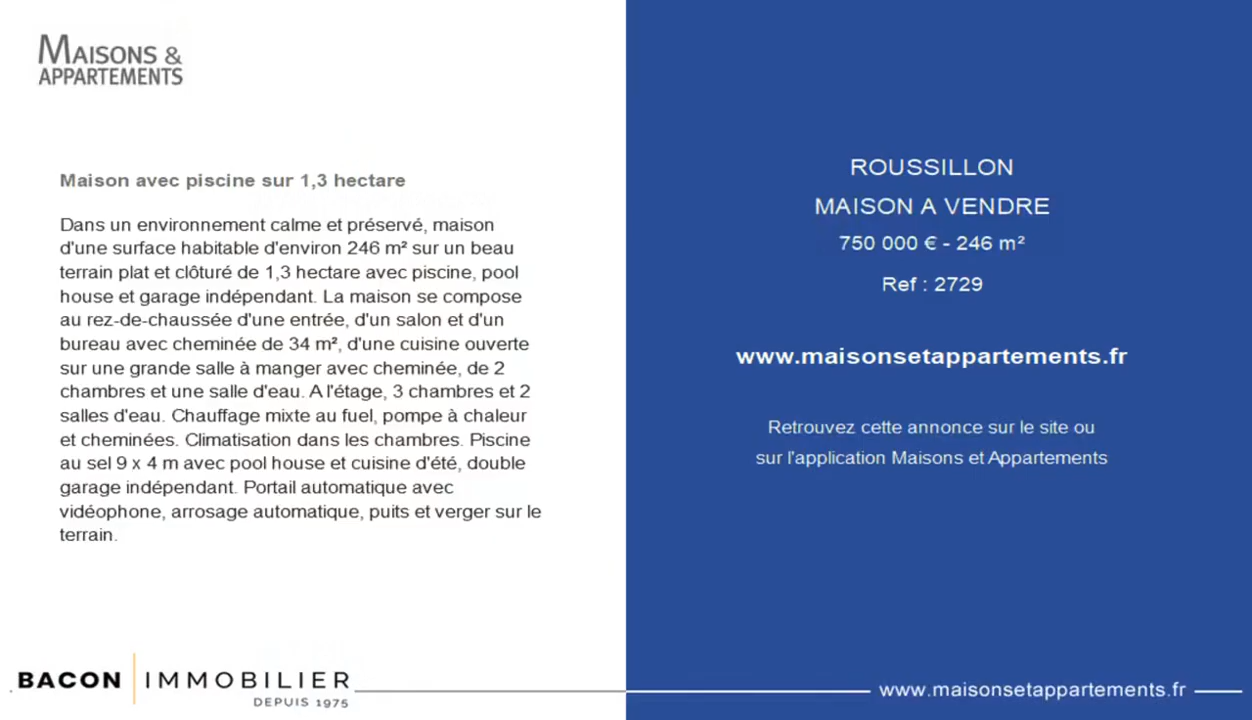 MAISONS &
APPARTEMENTS
Maison avec piscine sur 1,3 hectare
Dans un environnement calme et préservé, maison
d'une surface habitable d'environ 246 m² sur un beau
terrain plat et clôturé de 1,3 hectare avec piscine, pool
house et garage indépendant. La maison se compose
au rez-de-chaussée d'une entrée, d'un salon et d'un
bureau avec cheminée de 34 m², d'une cuisine ouverte
sur une grande salle à manger avec cheminée, de 2
chambres et une salle d'eau. A l'étage, 3 chambres et 2
salles d'eau. Chauffage mixte au fuel, pompe à chaleur
et cheminées. Climatisation dans les chambres. Piscine
au sel 9 x 4 m avec pool house et cuisine d'été, double
garage indépendant. Portail automatique avec
vidéophone, arrosage automatique, puits et verger sur le
terrain.
BACON IMMOBILIER
DEPUIS 1975
ROUSSILLON
MAISON A VENDRE
750 000 € - 246 m²
Ref : 2729
www.maisonsetappartements.fr
Retrouvez cette annonce sur le site ou
sur l'application Maisons et Appartements
www.maisonsetappartements.fr